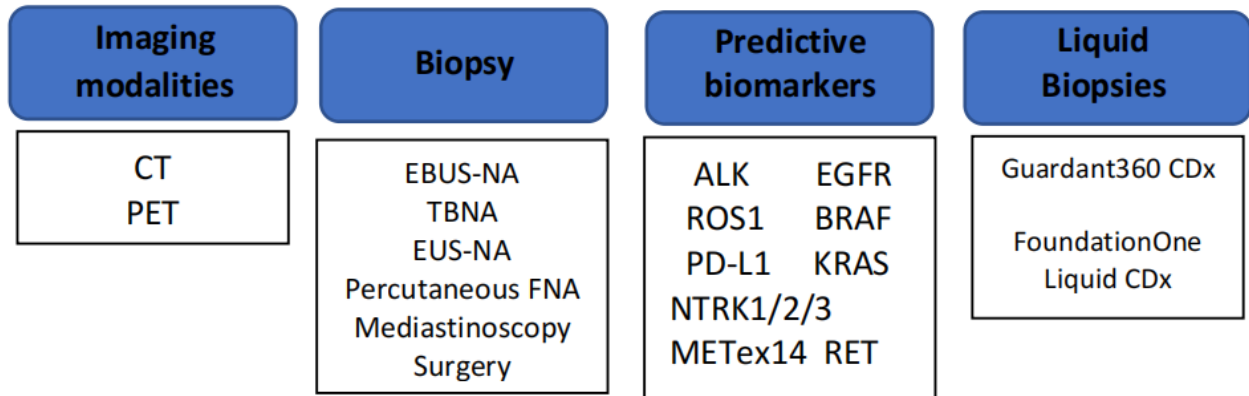 Imaging
modalities
CT
PET
Biopsy
EBUS-NA
TBNA
EUS-NA
Percutaneous FNA
Mediastinoscopy
Surgery
Predictive
biomarkers
ALK EGFR
ROS1 BRAF
PD-L1 KRAS
NTRK1/2/3
METex14 RET
Liquid
Biopsies
Guardant360 CDx
FoundationOne
Liquid CDx